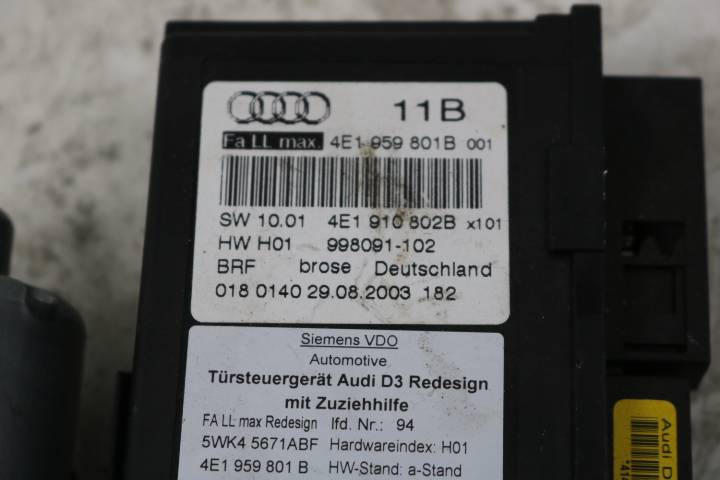 11B
Fa LL max. 4E1 959 801B 001
SW 10.01 4E1 910 802B x101
HW H01 998091-102
BRF brose Deutschland
018 0140 29.08.2003 182
Siemens VDO
Automotive
Türsteuergerät Audi D3 Redesign
mit Zuziehhilfe
FA LL max Redesign lfd. Nr.: 94
5WK4 5671ABF Hardwareindex: H01
4E1 959 801 B HW-Stand: a-Stand
Audi D